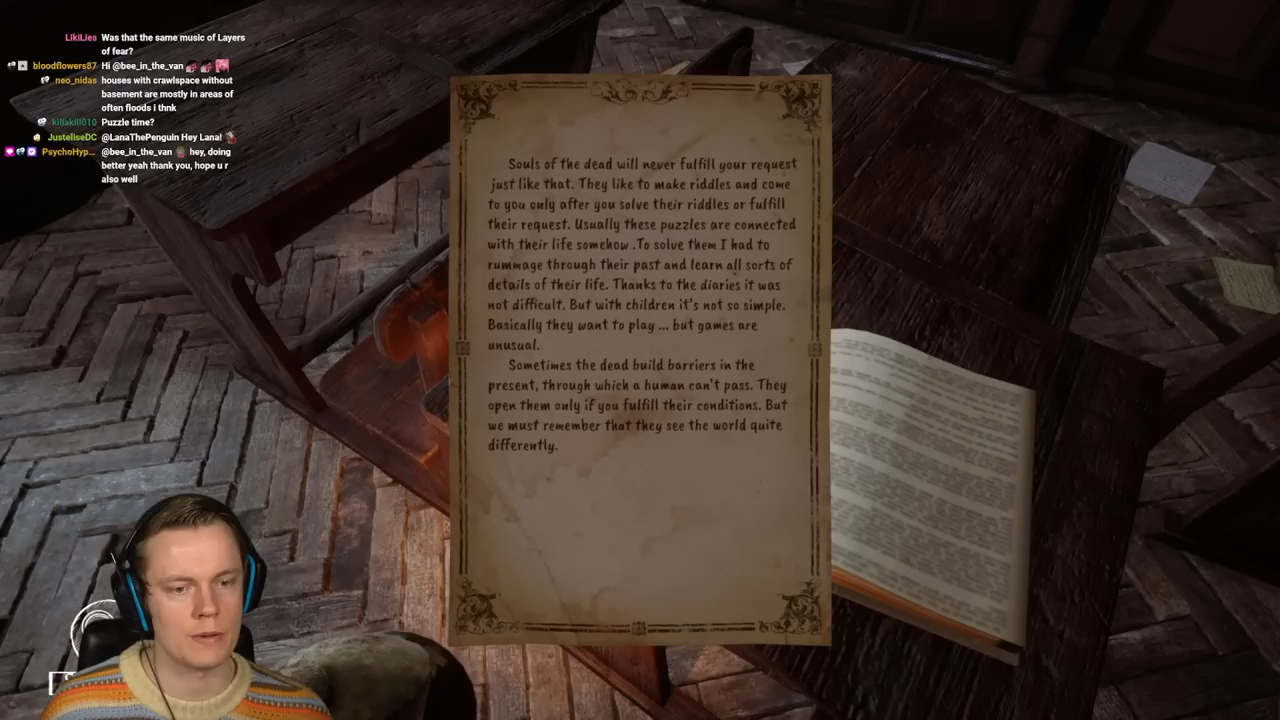 LikiLies Was that the same music of Layers
of fear?
bloodflowers87 Hi @bee_in_the_van
neo_nidas houses with crawlspace without
basement are mostly in areas of
often floods i thnk
killakill010 Puzzle time?
JusteliseDC @LanaThePenguin Hey Lana!
PsychoHyp... @bee_in_the_van hey, doing
better yeah thank you, hope u r
also well
Souls of the dead will never fulfill your request
just like that. They like to make riddles and come
to you only after you solve their riddles or fulfill
their request. Usually these puzzles are connected
with their life somehow .To solve them I had to
rummage through their past and learn all sorts of
details of their life. Thanks to the diaries it was
not difficult. But with children it's not so simple.
Basically they want to play ... but games are
unusual.
Sometimes the dead build barriers in the
present, through which a human can't pass. They
open them only if you fulfill their conditions. But
we must remember that they see the world quite
differently.